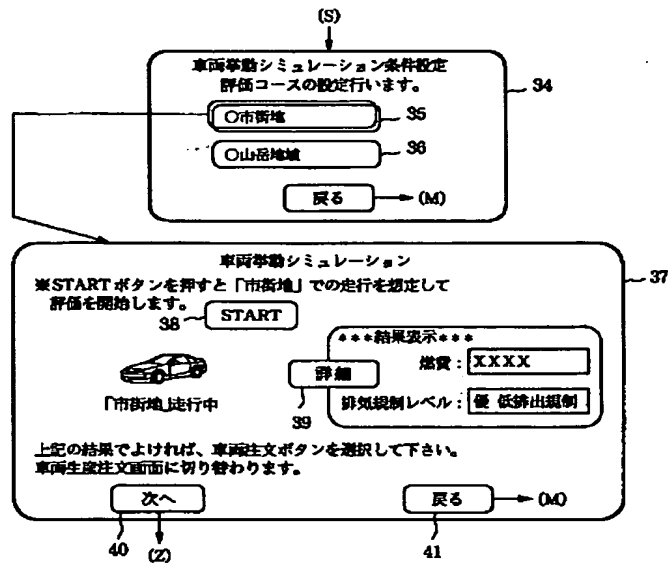 (S)
車両挙動シミュレーション条件設定
評価コースの設定行います。
34
○市街地
35
○山岳地域
36
戻る
(M)
車両挙動シミュレーション
37
※STARTボタンを押すと「市街地」での走行を想定して
評価を開始します。
38
START
***結果表示***
燃費：
XXXX
詳細
39
排気規制レベル：
優 低排出規制
「市街地」走行中
上記の結果でよければ、車両注文ボタンを選択して下さい。
車両生産注文画面に切り替わります。
次へ
戻る
(M)
40
(Z)
41